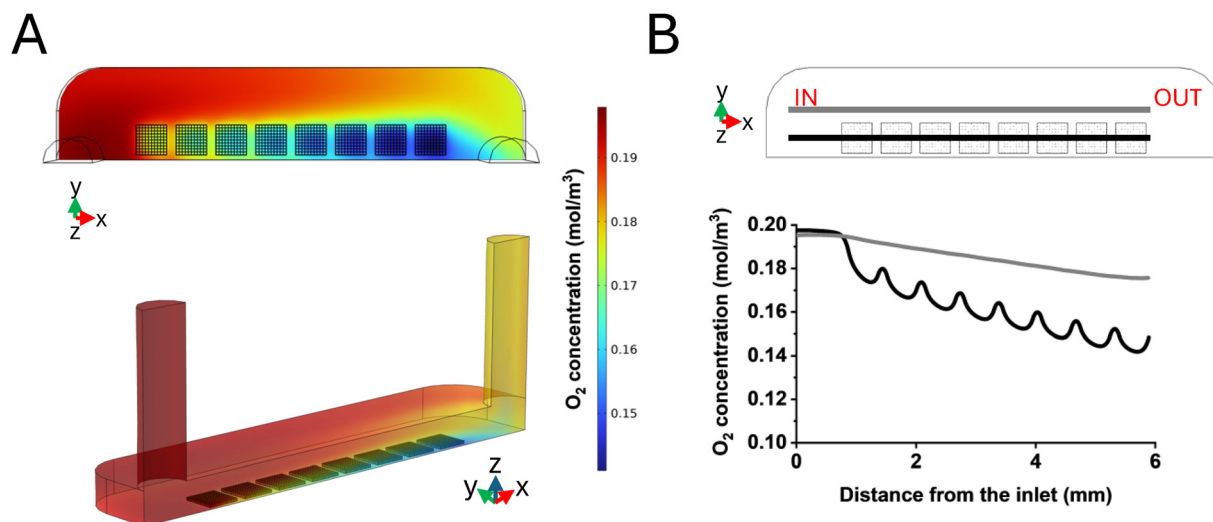 A
y
x
z
O₂ concentration (mol/m³)
0.19
0.18
0.17
0.16
0.15
z
y
x
B
y
x
z
IN
OUT
O₂ concentration (mol/m³)
0.20
0.18
0.16
0.14
0.12
0.10
0
2
4
6
Distance from the inlet (mm)